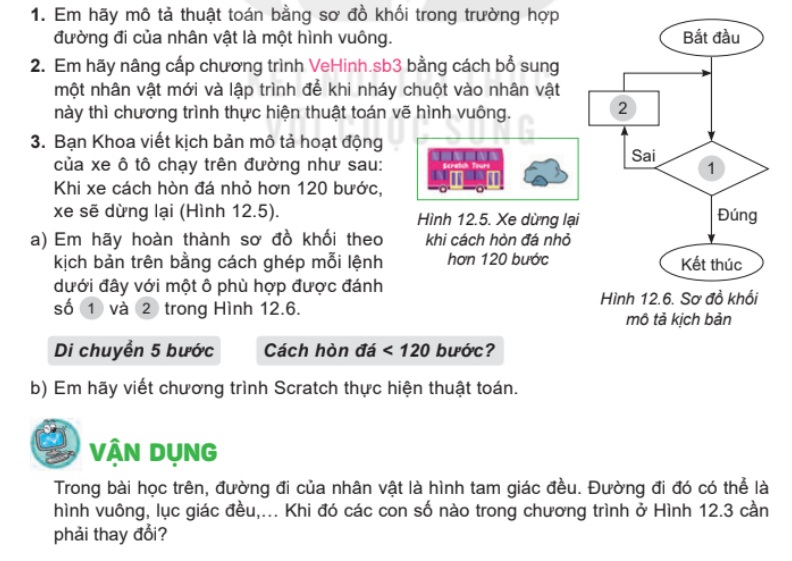 1. Em hãy mô tả thuật toán bằng sơ đồ khối trong trường hợp
đường đi của nhân vật là một hình vuông.
2. Em hãy nâng cấp chương trình VeHinh.sb3 bằng cách bổ sung
một nhân vật mới và lập trình để khi nháy chuột vào nhân vật
này thì chương trình thực hiện thuật toán vẽ hình vuông.
3. Bạn Khoa viết kịch bản mô tả hoạt động
của xe ô tô chạy trên đường như sau:
Khi xe cách hòn đá nhỏ hơn 120 bước,
xe sẽ dừng lại (Hình 12.5).
a) Em hãy hoàn thành sơ đồ khối theo
kịch bản trên bằng cách ghép mỗi lệnh
dưới đây với một ô phù hợp được đánh
số 1 và 2 trong Hình 12.6.
Scratch Tours
Hình 12.5. Xe dừng lại
khi cách hòn đá nhỏ
hơn 120 bước
Bắt đầu
2
Sai
1
Đúng
Kết thúc
Hình 12.6. Sơ đồ khối
mô tả kịch bản
Di chuyển 5 bước
Cách hòn đá < 120 bước?
b) Em hãy viết chương trình Scratch thực hiện thuật toán.
VẬN DỤNG
Trong bài học trên, đường đi của nhân vật là hình tam giác đều. Đường đi đó có thể là
hình vuông, lục giác đều,... Khi đó các con số nào trong chương trình ở Hình 12.3 cần
phải thay đổi?